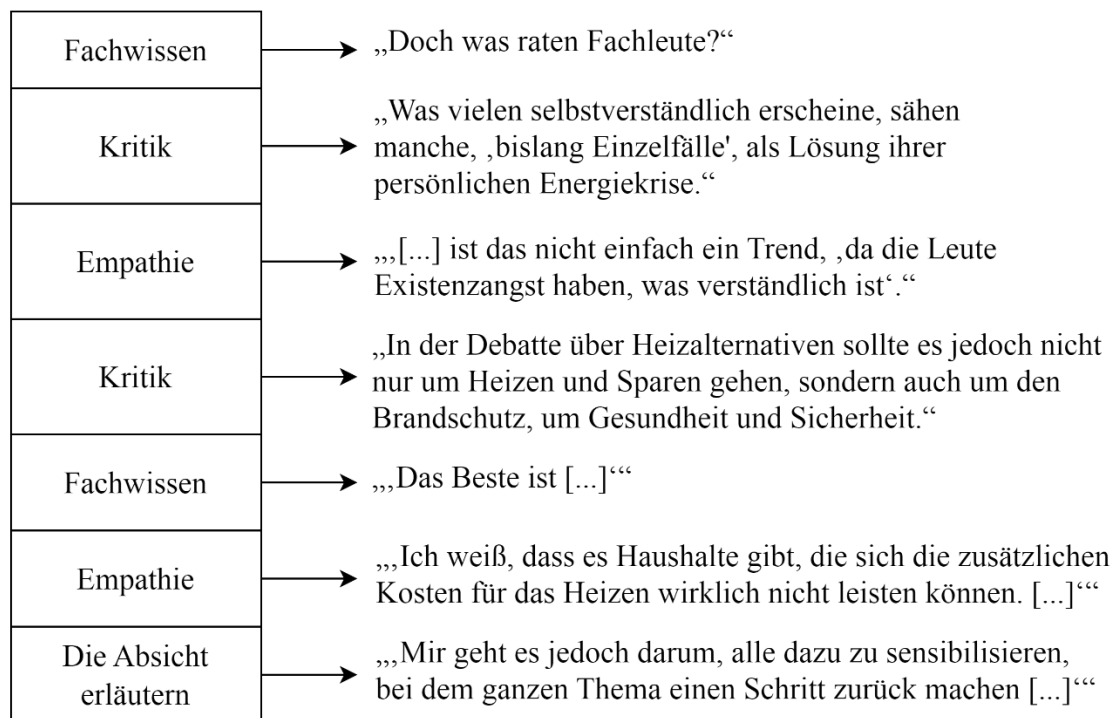 Fachwissen
„Doch was raten Fachleute?“
Kritik
„Was vielen selbstverständlich erscheine, sähen
manche, ‚bislang Einzelfälle', als Lösung ihrer
persönlichen Energiekrise.“
Empathie
„‚[...] ist das nicht einfach ein Trend, ‚da die Leute
Existenzangst haben, was verständlich ist‘.“
Kritik
„In der Debatte über Heizalternativen sollte es jedoch nicht
nur um Heizen und Sparen gehen, sondern auch um den
Brandschutz, um Gesundheit und Sicherheit.“
Fachwissen
„‚Das Beste ist [...]‘“
Empathie
„‚Ich weiß, dass es Haushalte gibt, die sich die zusätzlichen
Kosten für das Heizen wirklich nicht leisten können. [...]‘“
Die Absicht
erläutern
„‚Mir geht es jedoch darum, alle dazu zu sensibilisieren,
bei dem ganzen Thema einen Schritt zurück machen [...]‘“